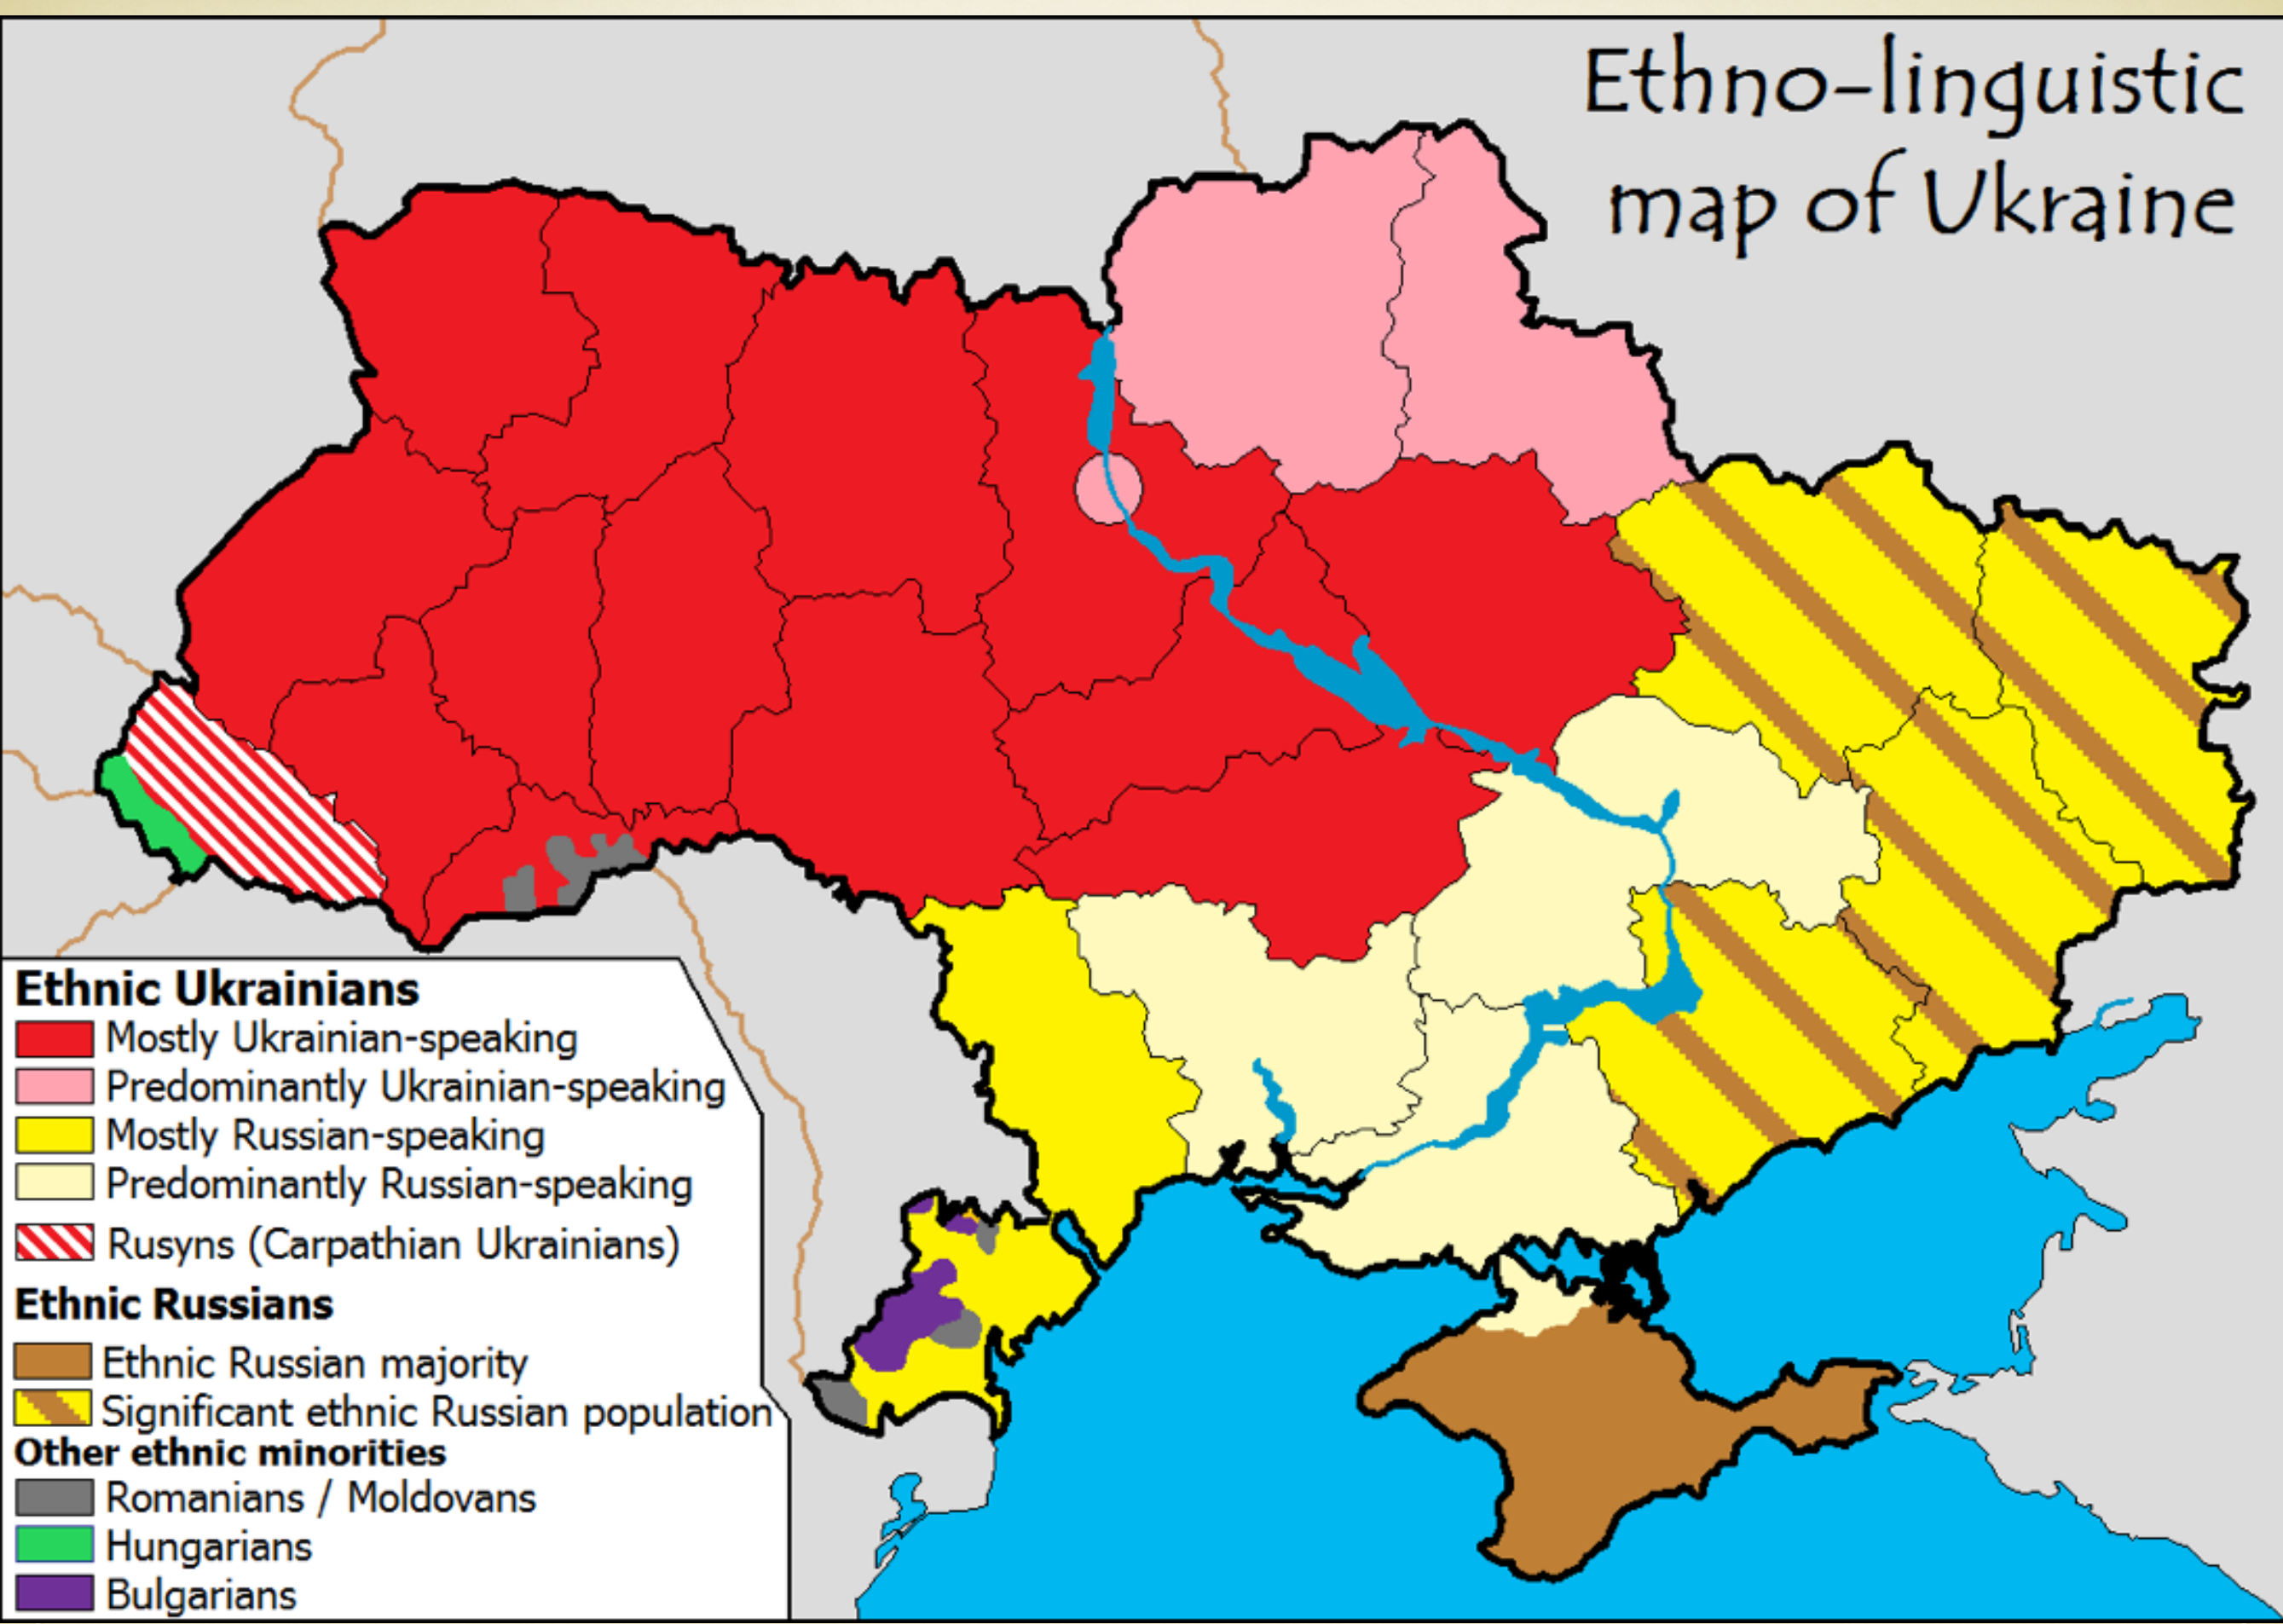 Ethno-linguistic
map of Ukraine
Ethnic Ukrainians
Mostly Ukrainian-speaking
Predominantly Ukrainian-speaking
Mostly Russian-speaking
Predominantly Russian-speaking
Rusyns (Carpathian Ukrainians)
Ethnic Russians
Ethnic Russian majority
Significant ethnic Russian population
Other ethnic minorities
Romanians / Moldovans
Hungarians
Bulgarians